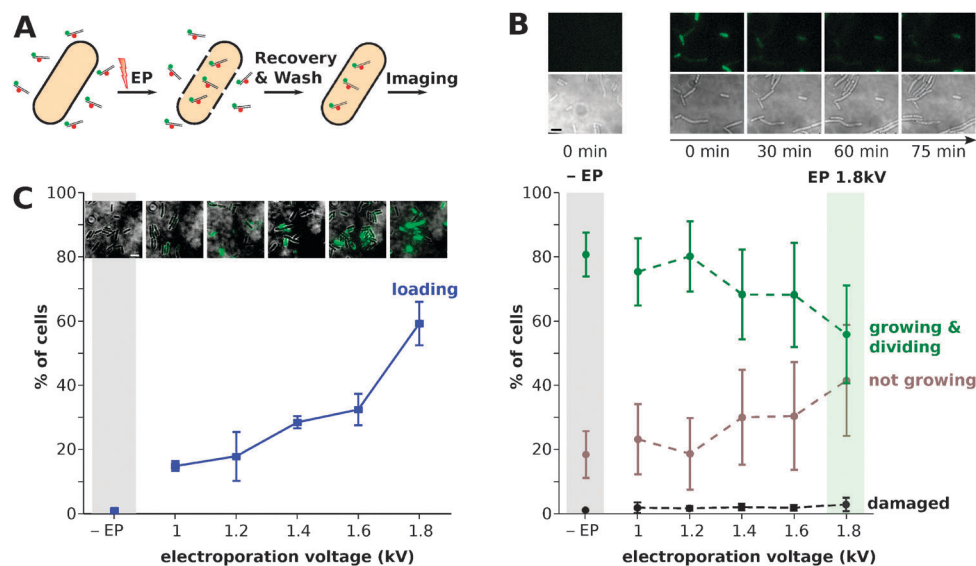 A
EP
Recovery
& Wash
Imaging
B
0 min
– EP
0 min
30 min
60 min
75 min
EP 1.8kV
C
% of cells
100
80
60
40
20
0
loading
– EP
1
1.2
1.4
1.6
1.8
electroporation voltage (kV)
% of cells
100
80
60
40
20
0
growing &
dividing
not growing
damaged
– EP
1
1.2
1.4
1.6
1.8
electroporation voltage (kV)